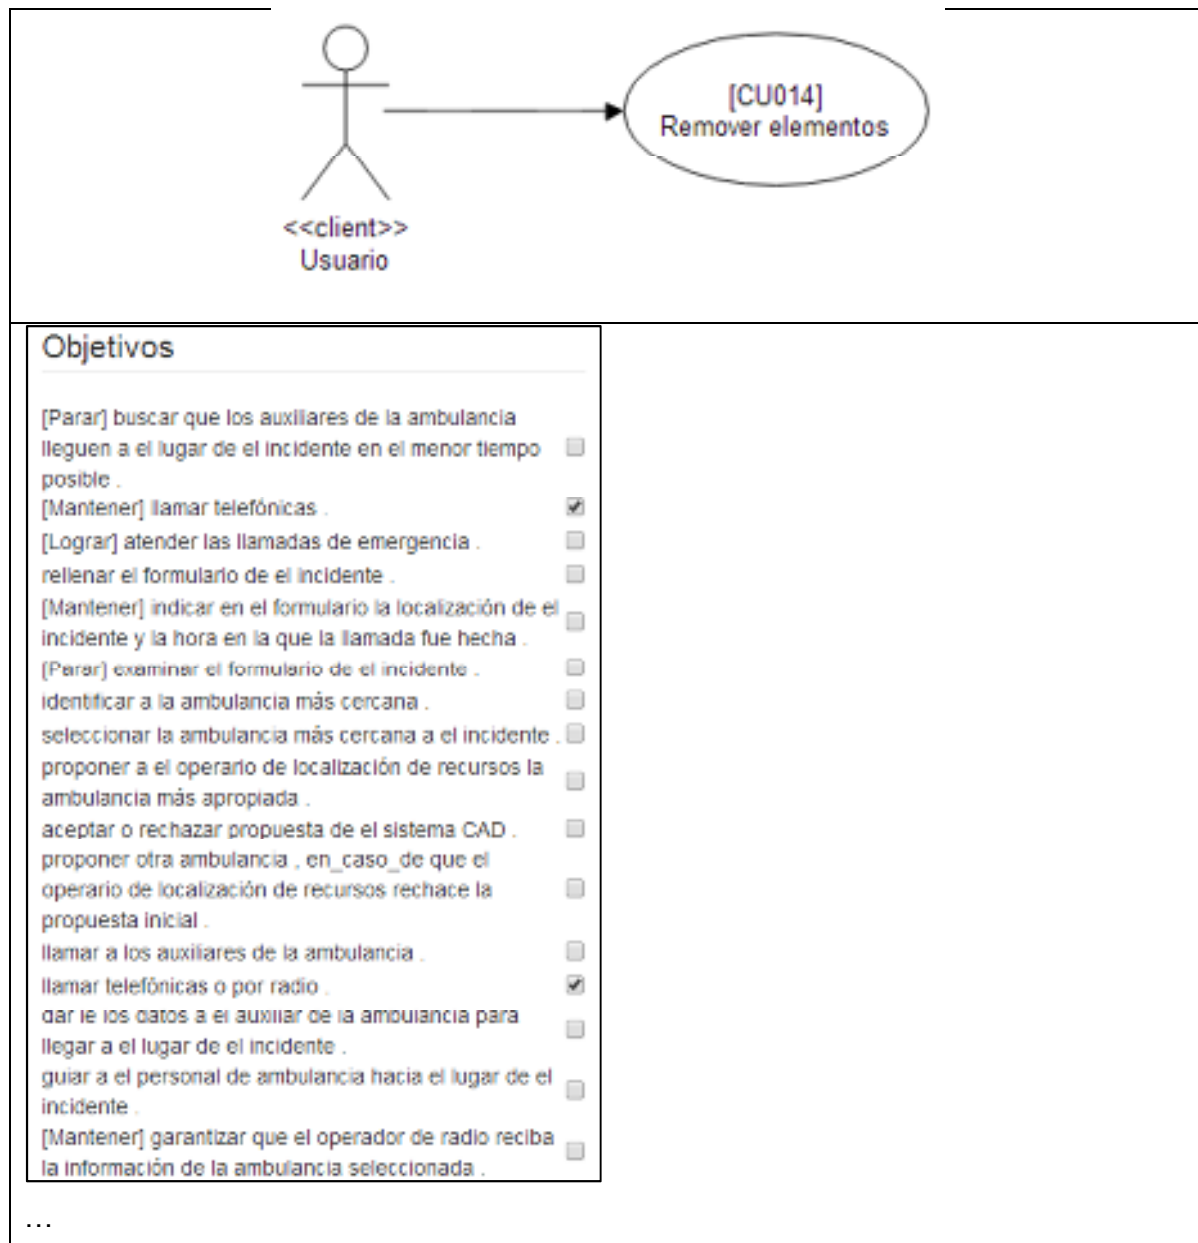 [CU014]
Remover elementos
<<client>>
Usuario
Objetivos
[Parar] buscar que los auxiliares de la ambulancia
lleguen a el lugar de el incidente en el menor tiempo
posible .
[Mantener] llamar telefónicas .
[Lograr] atender las llamadas de emergencia .
rellenar el formulario de el incidente .
[Mantener] indicar en el formulario la localización de el
incidente y la hora en la que la llamada fue hecha .
[Parar] examinar el formulario de el incidente .
identificar a la ambulancia más cercana .
seleccionar la ambulancia más cercana a el incidente .
proponer a el operario de localización de recursos la
ambulancia más apropiada .
aceptar o rechazar propuesta de el sistema CAD .
proponer otra ambulancia , en_caso_de que el
operario de localización de recursos rechace la
propuesta inicial .
llamar a los auxiliares de la ambulancia .
llamar telefónicas o por radio .
dar le los datos a el auxiliar de la ambulancia para
llegar a el lugar de el incidente .
guiar a el personal de ambulancia hacia el lugar de el
incidente .
[Mantener] garantizar que el operador de radio reciba
la información de la ambulancia seleccionada .
...